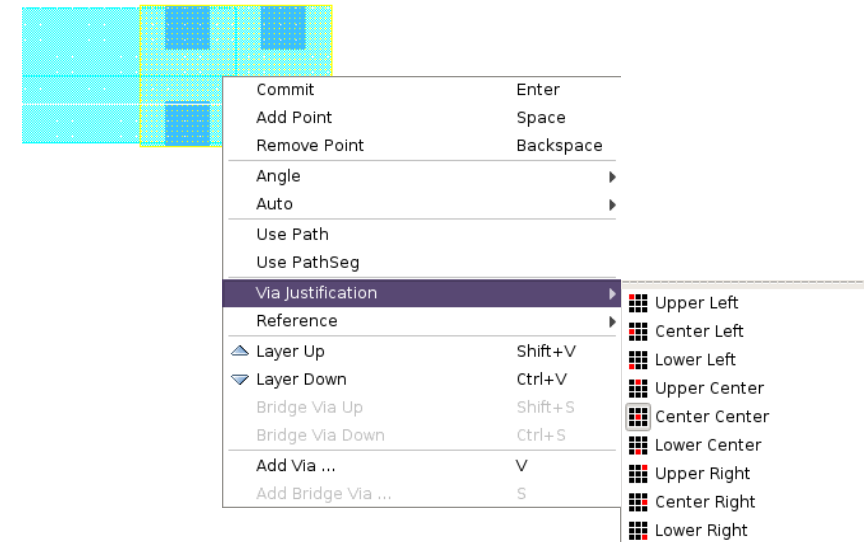 Commit Enter
Add Point Space
Remove Point Backspace
Angle
Auto
Use Path
Use PathSeg
Via Justification
Reference
Layer Up Shift+V
Layer Down Ctrl+V
Bridge Via Up Shift+S
Bridge Via Down Ctrl+S
Add Via ... V
Add Bridge Via ... S
Upper Left
Center Left
Lower Left
Upper Center
Center Center
Lower Center
Upper Right
Center Right
Lower Right